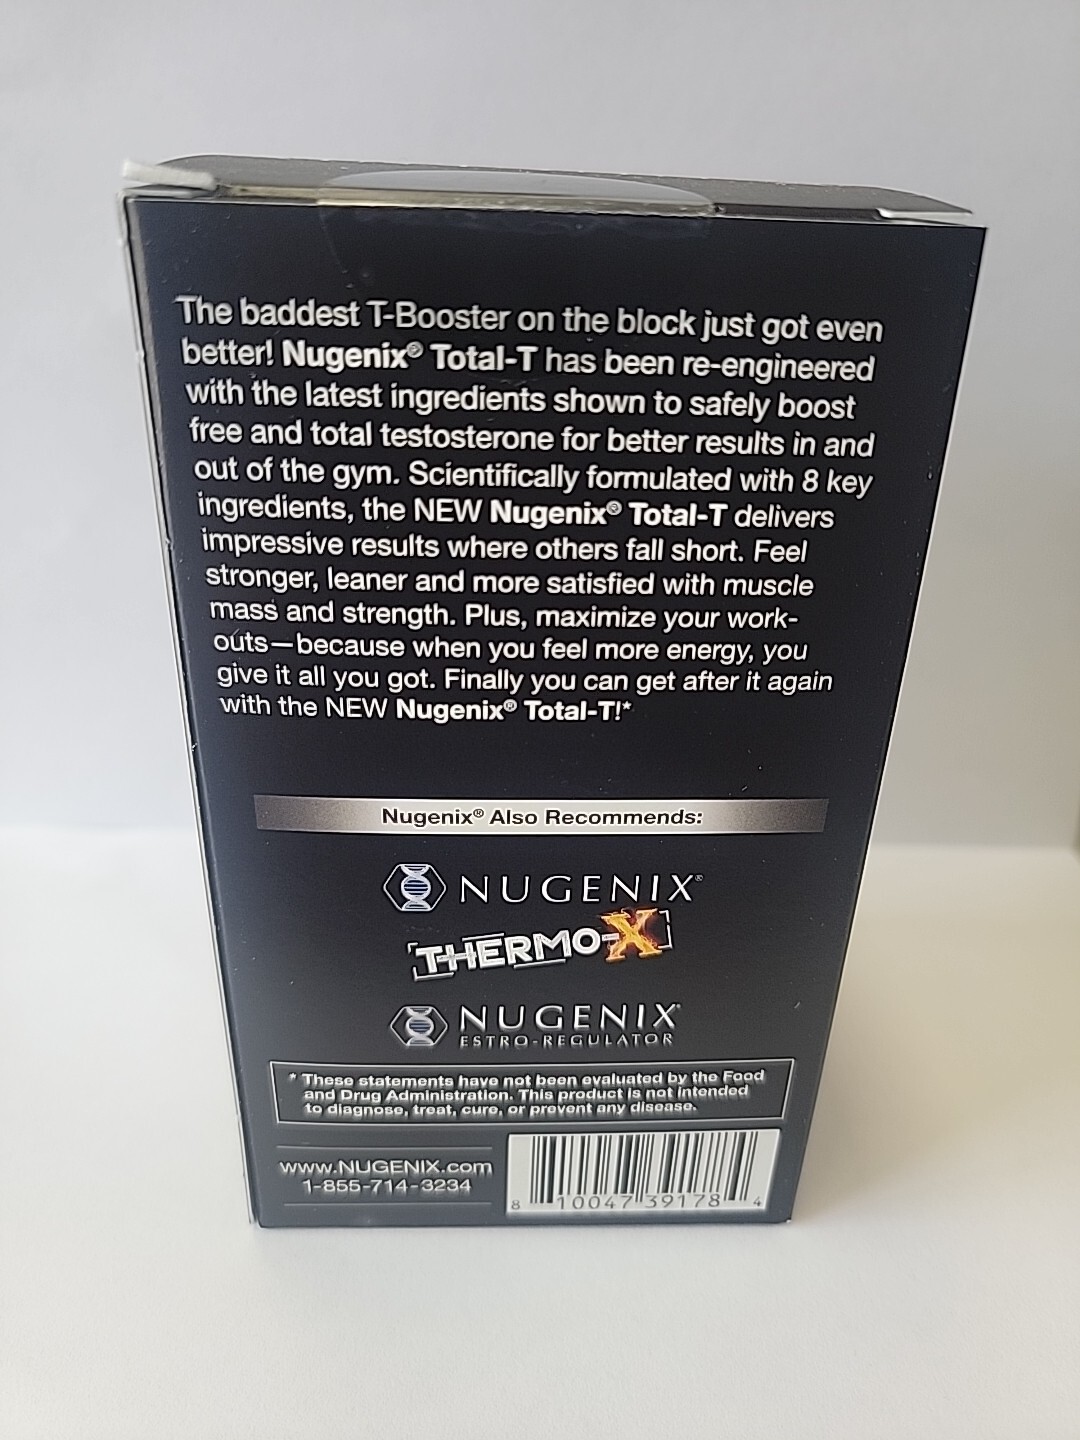 The baddest T-Booster on the block just got even
better! Nugenix® Total-T has been re-engineered
with the latest ingredients shown to safely boost
free and total testosterone for better results in and
out of the gym. Scientifically formulated with 8 key
ingredients, the NEW Nugenix® Total-T delivers
impressive results where others fall short. Feel
stronger, leaner and more satisfied with muscle
mass and strength. Plus, maximize your work-
outs—because when you feel more energy, you
give it all you got. Finally you can get after it again
with the NEW Nugenix® Total-T!*
Nugenix® Also Recommends:
NUGENIX®
THERMO-X
NUGENIX®
ESTRO-REGULATOR
* These statements have not been evaluated by the Food
and Drug Administration. This product is not intended
to diagnose, treat, cure, or prevent any disease.
www.NUGENIX.com
1-855-714-3234
8 10047 39178 4